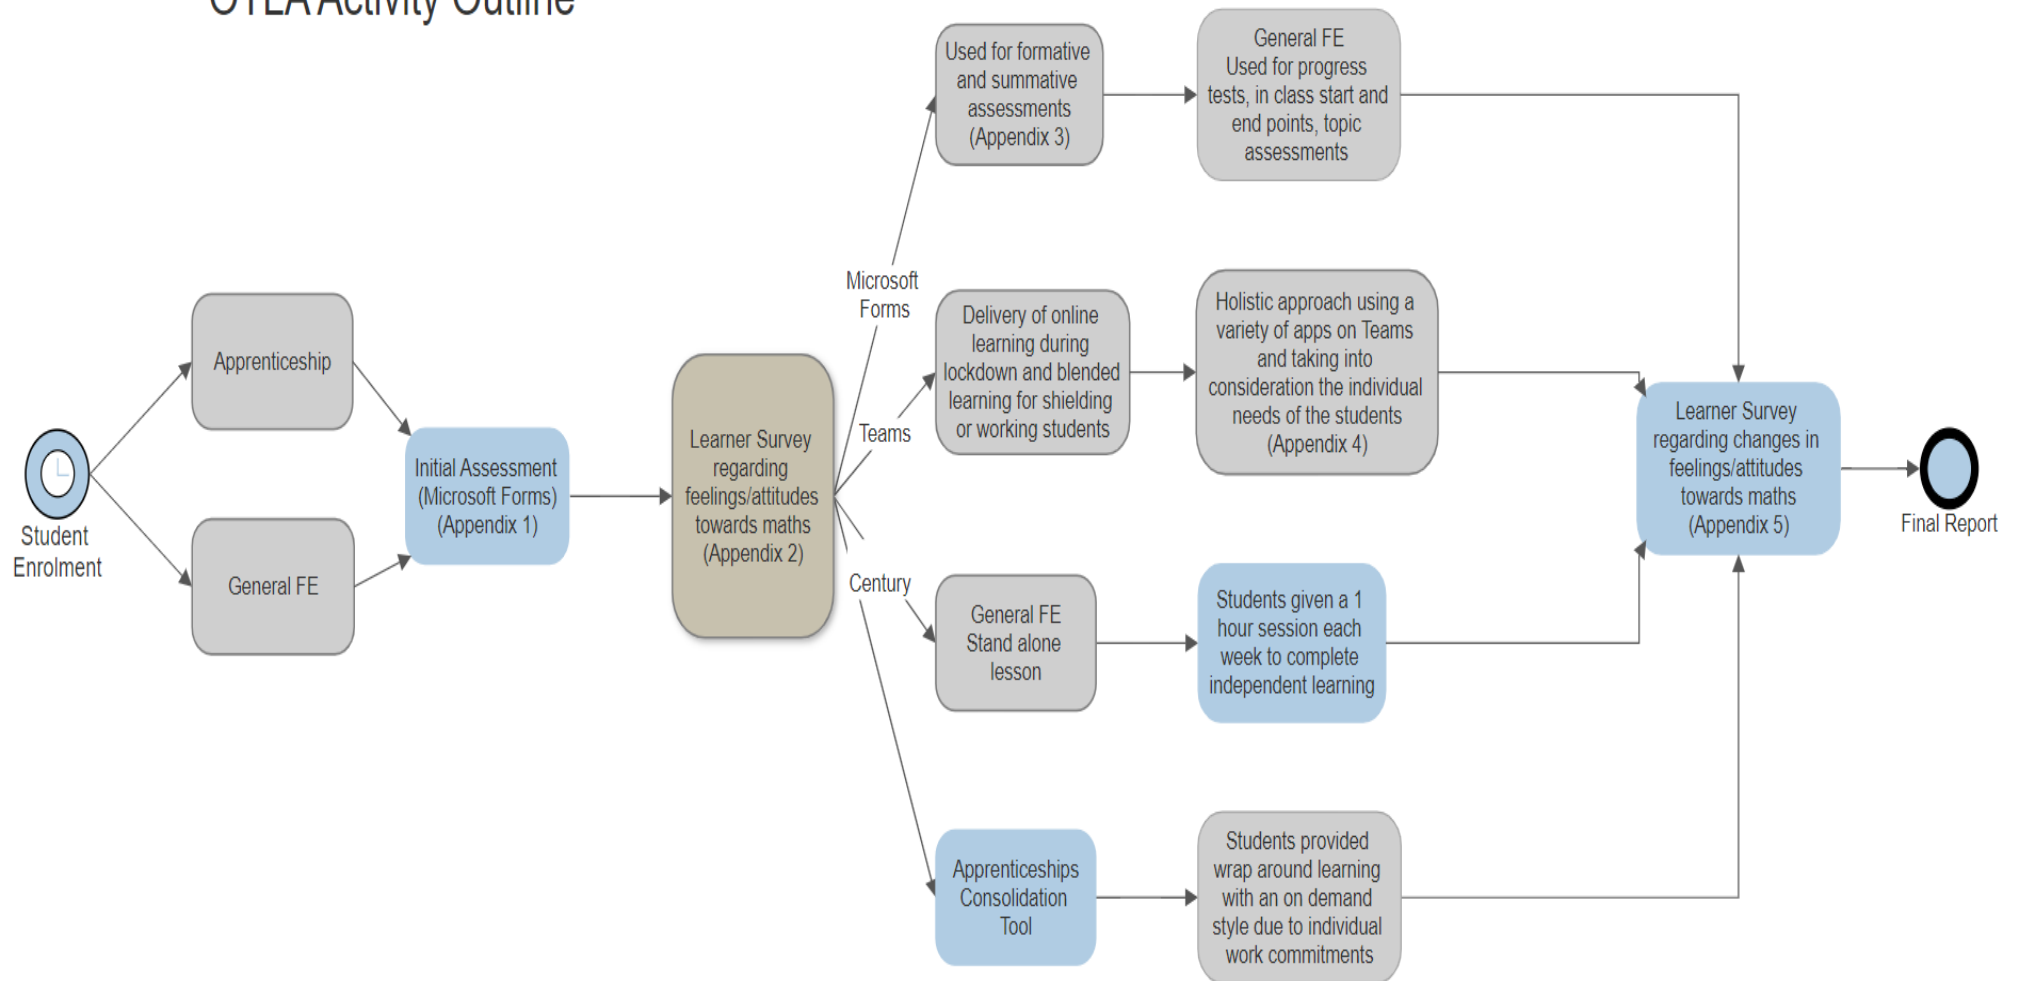 Activity Outline
Student
Enrolment
Apprenticeship
General FE
Initial Assessment
(Microsoft Forms)
(Appendix 1)
Learner Survey
regarding
feelings/attitudes
towards maths
(Appendix 2)
Microsoft
Forms
Used for formative
and summative
assessments
(Appendix 3)
General FE
Used for progress
tests, in class start and
end points, topic
assessments
Teams
Delivery of online
learning during
lockdown and blended
learning for shielding
or working students
Holistic approach using a
variety of apps on Teams
and taking into
consideration the individual
needs of the students
(Appendix 4)
Century
General FE
Stand alone
lesson
Students given a 1
hour session each
week to complete
independent learning
Apprenticeships
Consolidation
Tool
Students provided
wrap around learning
with an on demand
style due to individual
work commitments
Learner Survey
regarding changes in
feelings/attitudes
towards maths
(Appendix 5)
Final Report